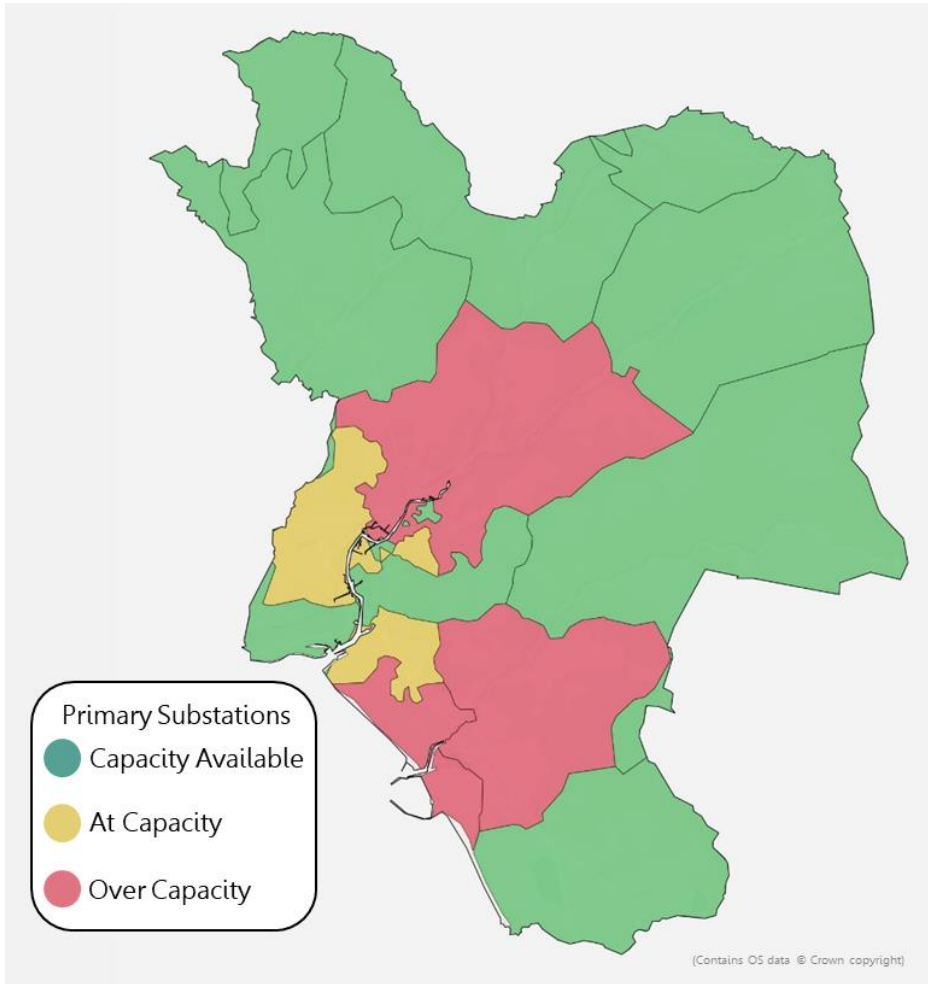 Primary Substations
Capacity Available
At Capacity
Over Capacity
(Contains OS data © Crown copyright)